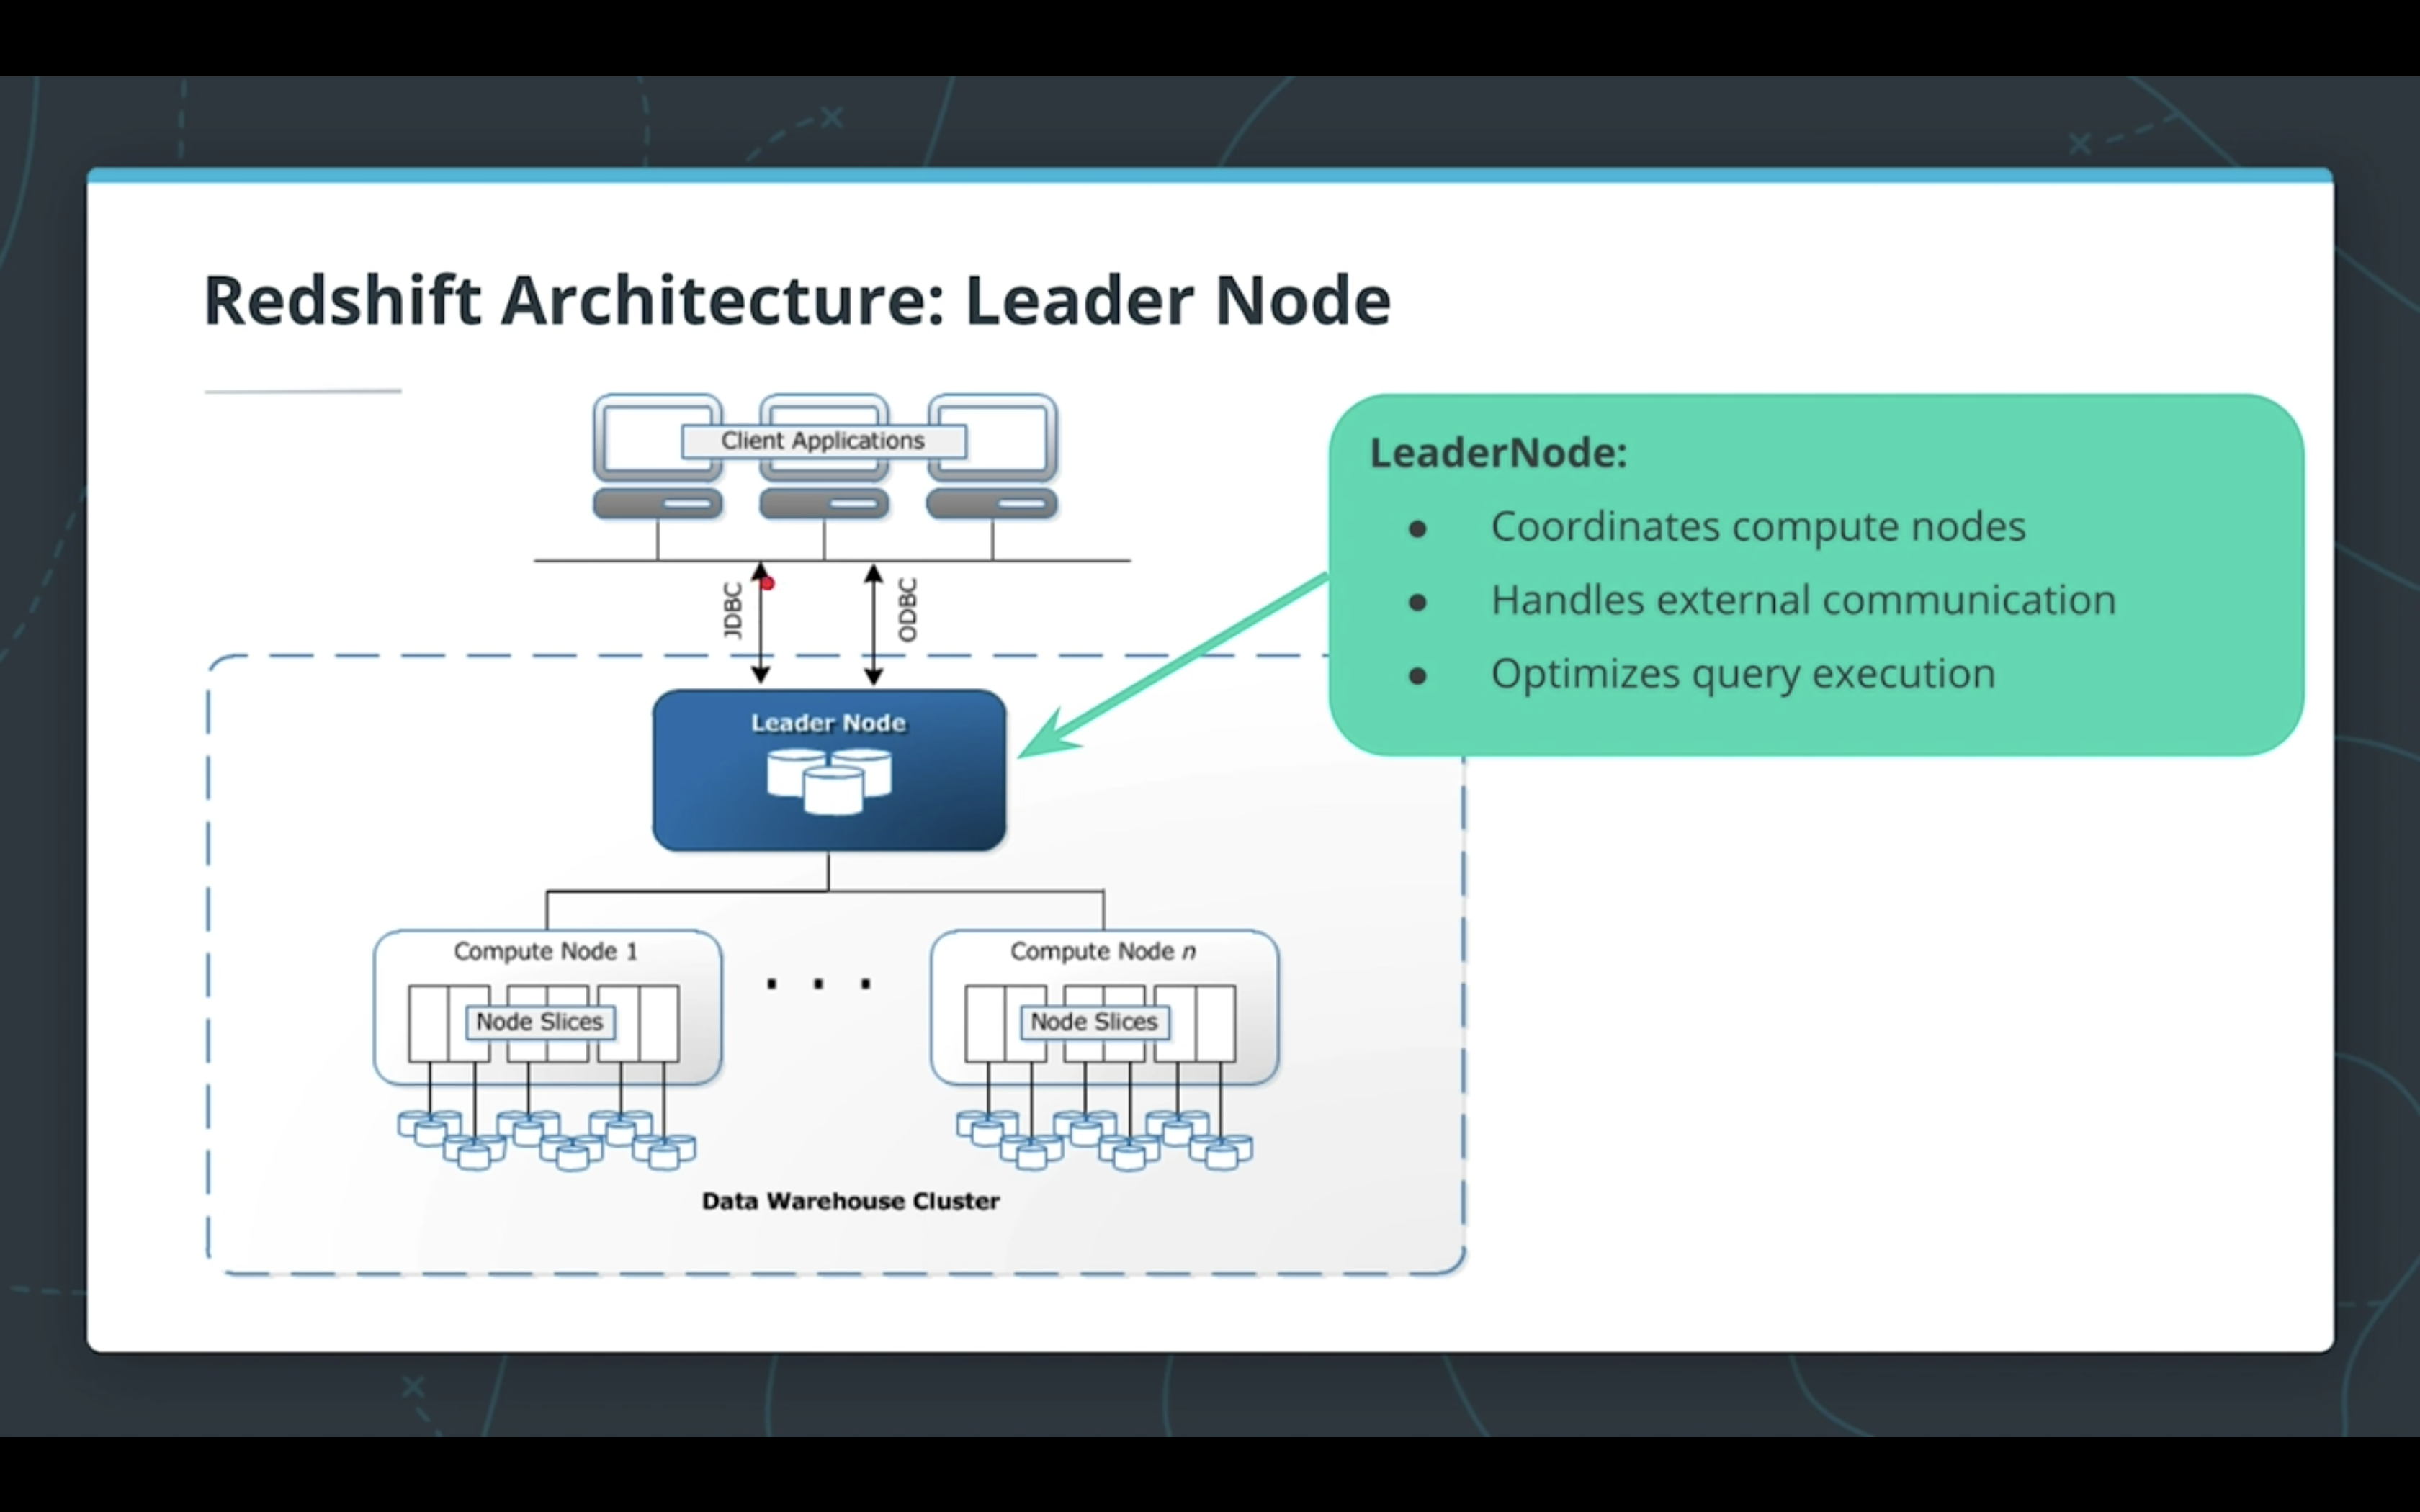 Redshift Architecture: Leader Node
Client Applications
LeaderNode:
● Coordinates compute nodes
● Handles external communication
● Optimizes query execution
JDBC
ODBC
Leader Node
Compute Node 1
. . .
Compute Node n
Node Slices
Node Slices
Data Warehouse Cluster